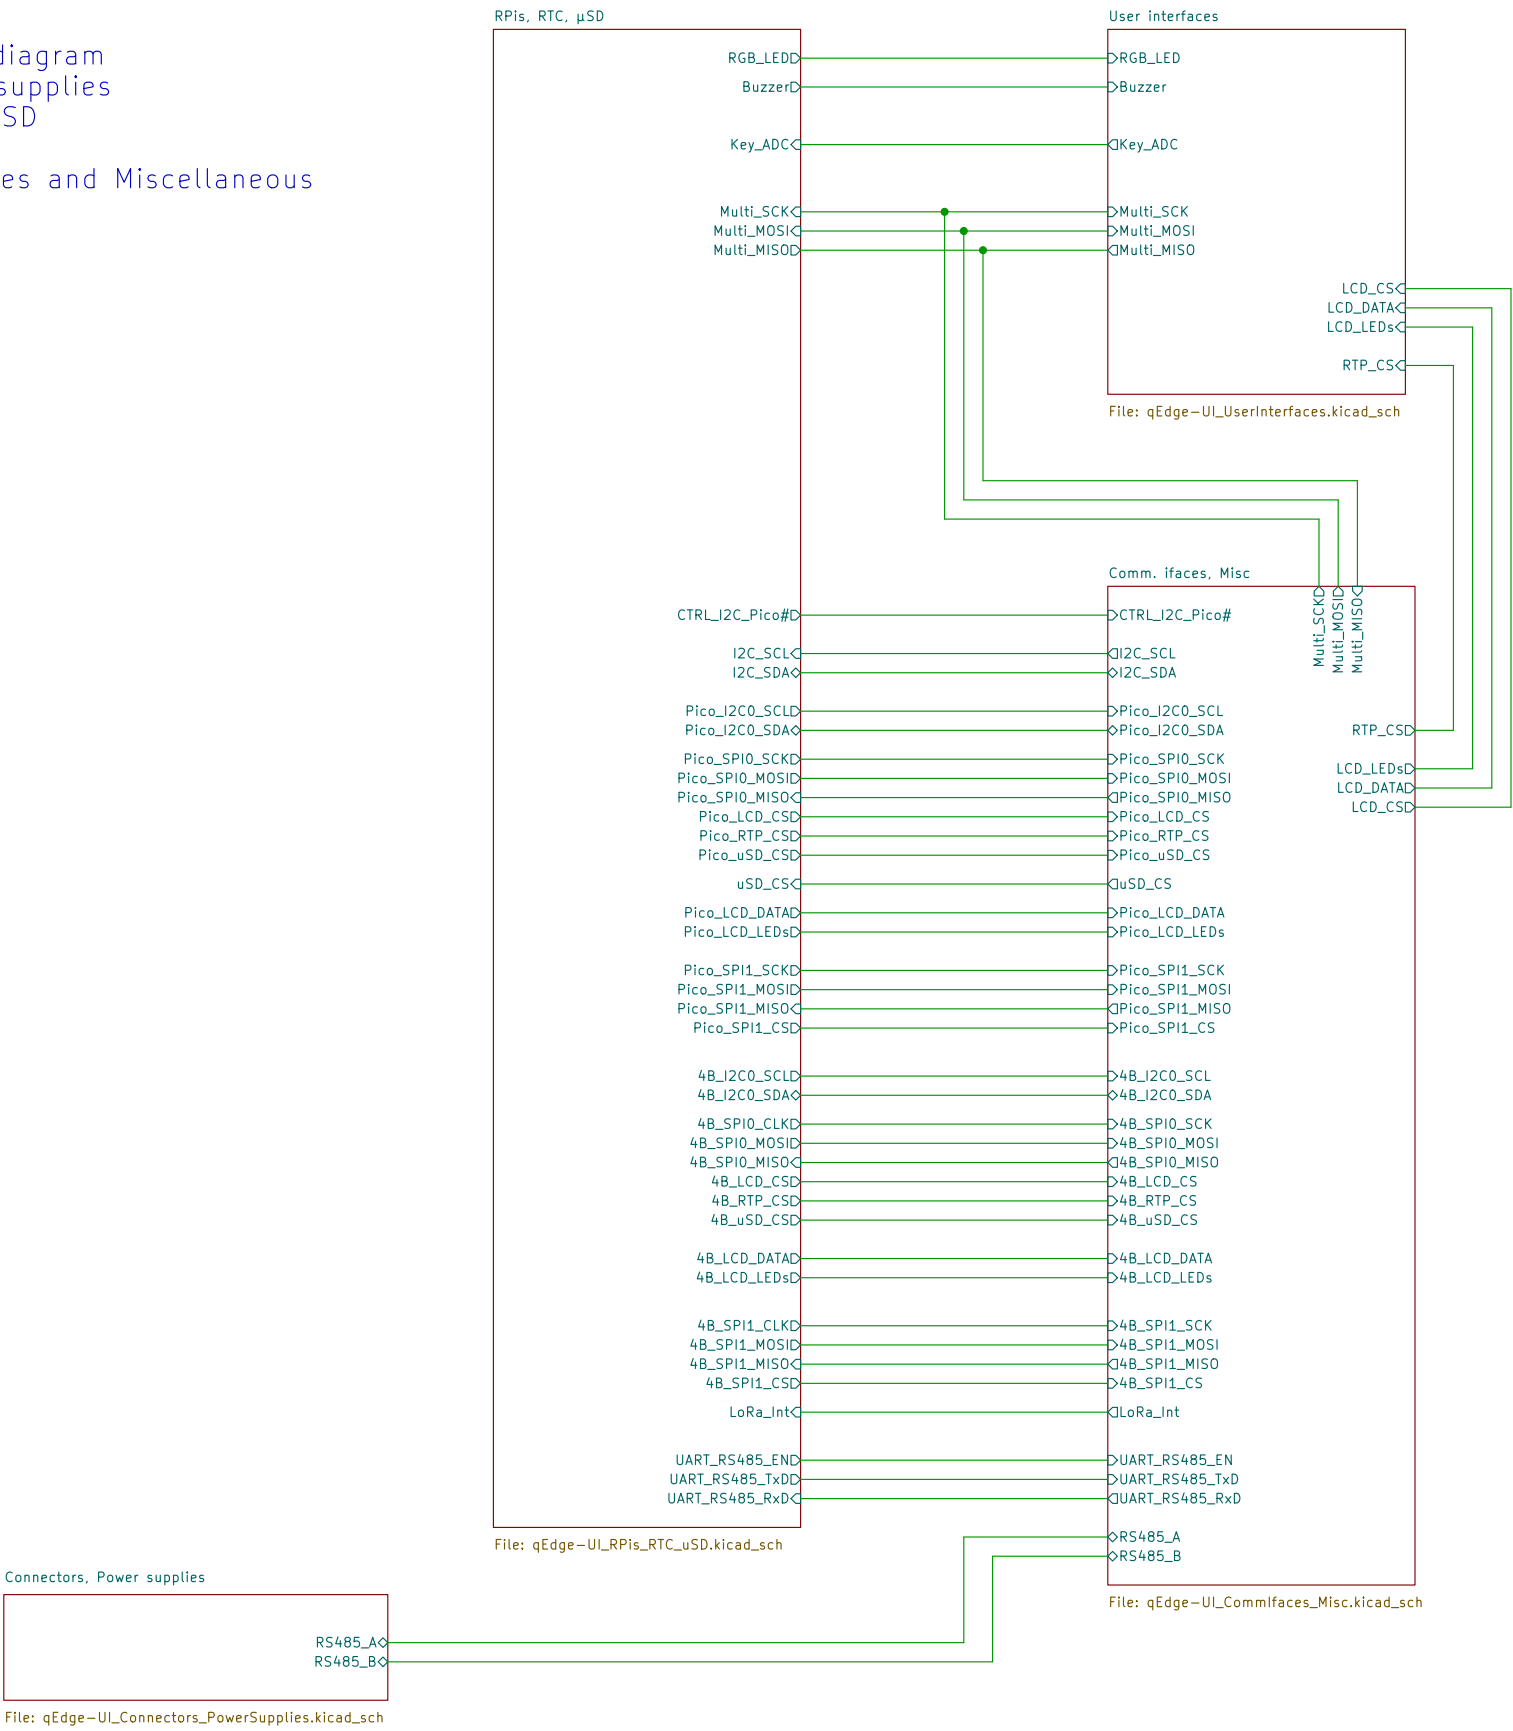 diagram
supplies
SD
es and Miscellaneous
RPis, RTC, µSD
RGB_LED
Buzzer
Key_ADC
Multi_SCK
Multi_MOSI
Multi_MISO
CTRL_I2C_Pico#
I2C_SCL
I2C_SDA
Pico_I2C0_SCL
Pico_I2C0_SDA
Pico_SPI0_SCK
Pico_SPI0_MOSI
Pico_SPI0_MISO
Pico_LCD_CS
Pico_RTP_CS
Pico_uSD_CS
uSD_CS
Pico_LCD_DATA
Pico_LCD_LEDs
Pico_SPI1_SCK
Pico_SPI1_MOSI
Pico_SPI1_MISO
Pico_SPI1_CS
4B_I2C0_SCL
4B_I2C0_SDA
4B_SPI0_CLK
4B_SPI0_MOSI
4B_SPI0_MISO
4B_LCD_CS
4B_RTP_CS
4B_uSD_CS
4B_LCD_DATA
4B_LCD_LEDs
4B_SPI1_CLK
4B_SPI1_MOSI
4B_SPI1_MISO
4B_SPI1_CS
LoRa_Int
UART_RS485_EN
UART_RS485_TxD
UART_RS485_RxD
File: qEdge-UI_RPis_RTC_uSD.kicad_sch
User interfaces
RGB_LED
Buzzer
Key_ADC
Multi_SCK
Multi_MOSI
Multi_MISO
LCD_CS
LCD_DATA
LCD_LEDs
RTP_CS
File: qEdge-UI_UserInterfaces.kicad_sch
Comm. ifaces, Misc
Multi_SCK
Multi_MOSI
Multi_MISO
CTRL_I2C_Pico#
I2C_SCL
I2C_SDA
Pico_I2C0_SCL
Pico_I2C0_SDA
Pico_SPI0_SCK
Pico_SPI0_MOSI
Pico_SPI0_MISO
Pico_LCD_CS
Pico_RTP_CS
Pico_uSD_CS
uSD_CS
Pico_LCD_DATA
Pico_LCD_LEDs
Pico_SPI1_SCK
Pico_SPI1_MOSI
Pico_SPI1_MISO
Pico_SPI1_CS
4B_I2C0_SCL
4B_I2C0_SDA
4B_SPI0_SCK
4B_SPI0_MOSI
4B_SPI0_MISO
4B_LCD_CS
4B_RTP_CS
4B_uSD_CS
4B_LCD_DATA
4B_LCD_LEDs
4B_SPI1_SCK
4B_SPI1_MOSI
4B_SPI1_MISO
4B_SPI1_CS
LoRa_Int
UART_RS485_EN
UART_RS485_TxD
UART_RS485_RxD
RS485_A
RS485_B
RTP_CS
LCD_LEDs
LCD_DATA
LCD_CS
File: qEdge-UI_CommIfaces_Misc.kicad_sch
Connectors, Power supplies
RS485_A
RS485_B
File: qEdge-UI_Connectors_PowerSupplies.kicad_sch